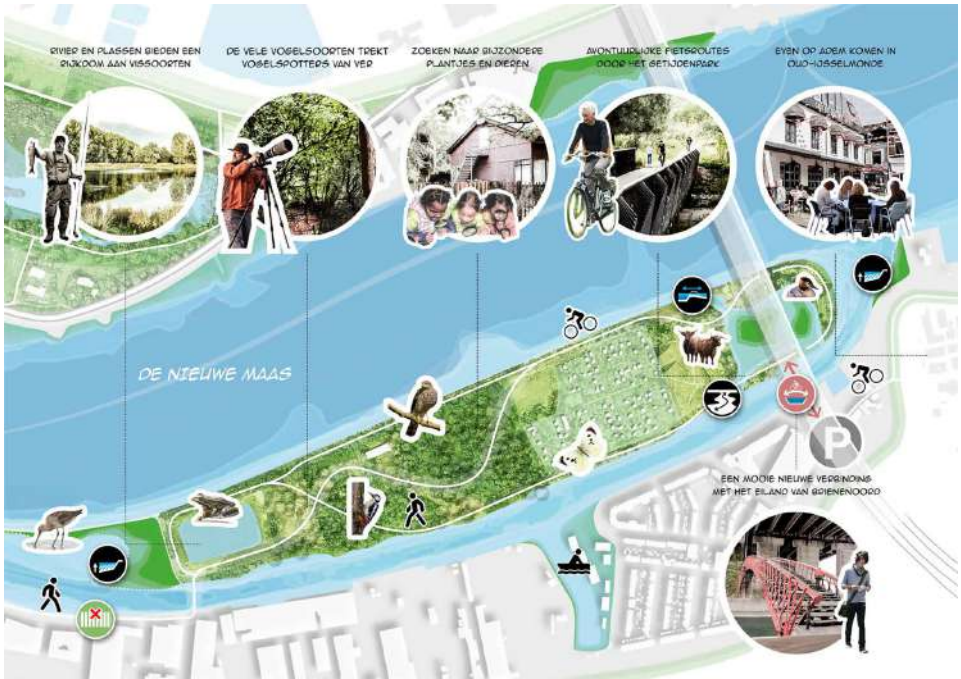 RIVIER EN PLASSEN BIEDEN EEN
RIJKDOM AAN VISSOORTEN
DE VELE VOGELSOORTEN TREKT
VOGELSPOTTERS VAN VER
ZOEKEN NAAR BIJZONDERE
PLANTJES EN DIEREN
AVONTUURLIJKE FIETSROUTES
DOOR HET GETIJDENPARK
EVEN OP ADEM KOMEN IN
OUD-IJSSELMONDE
DE NIEUWE MAAS
P
EEN MOOIE NIEUWE VERBINDING
MET HET EILAND VAN BRIENENOORD